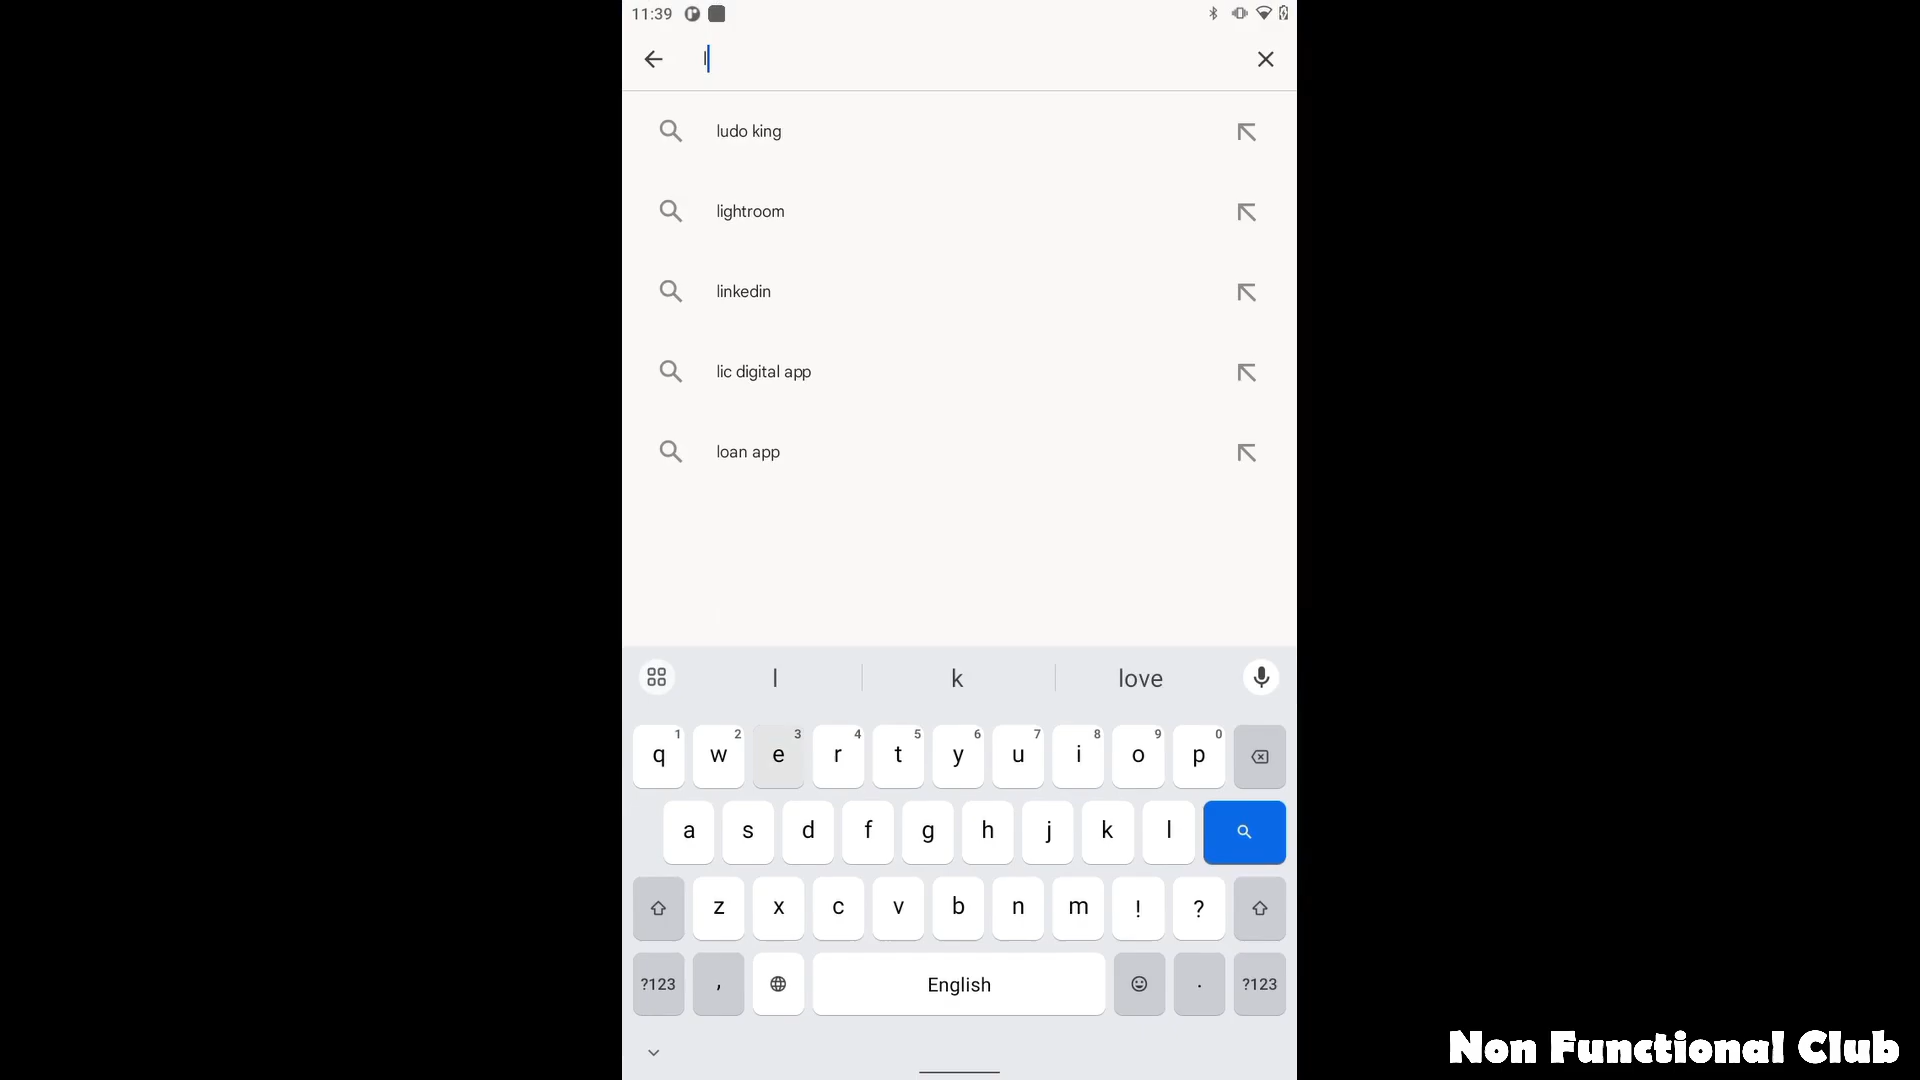 11:39
l
ludo king
lightroom
linkedin
lic digital app
loan app
l k love
q 1 w 2 e 3 r 4 t 5 y 6 u 7 i 8 o 9 p 0
a s d f g h j k l
z x c v b n m ! ?
?123 , English . ?123
Non Functional Club